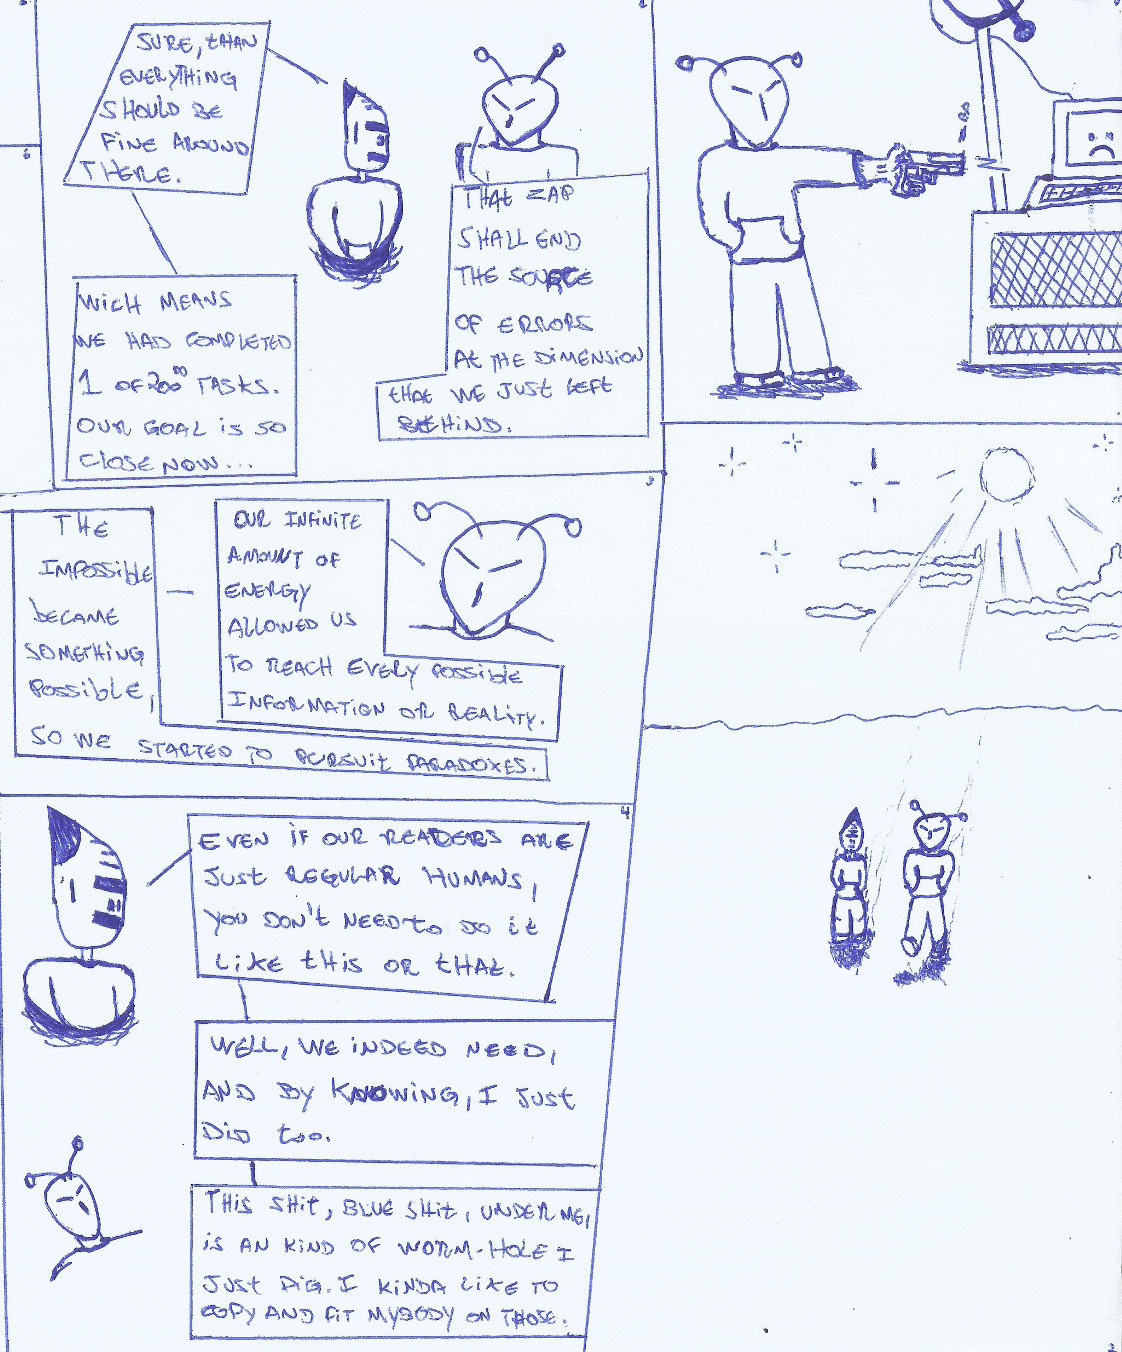 SURE, THAN
EVERYTHING
SHOULD BE
FINE AROUND
THERE.
WICH MEANS
WE HAD COMPLETED
1 OF TASKS.
OUR GOAL IS SO
CLOSE NOW...
THAT ZAP
SHALL END
THE SOURCE
OF ERRORS
AT THE DIMENSION
THAT WE JUST LEFT
BEHIND.
THE
IMPOSSIBLE
BECAME
SOMETHING
POSSIBLE,
SO WE STARTED TO PURSUIT PARADOXES.
OUR INFINITE
AMOUNT OF
ENERGY
ALLOWED US
TO REACH EVERY POSSIBLE
INFORMATION OR REALITY.
3
4
EVEN IF OUR READERS ARE
JUST REGULAR HUMANS,
YOU DON'T NEED TO DO IT
LIKE THIS OR THAT.
WELL, WE INDEED NEED,
AND BY KNOWING, I JUST
DID TOO.
THIS SHIT, BLUE SHIT, UNDER ME,
IS AN KIND OF WORM-HOLE I
JUST DIG. I KINDA LIKE TO
COPY AND FIT MYBODY ON THOSE.
2